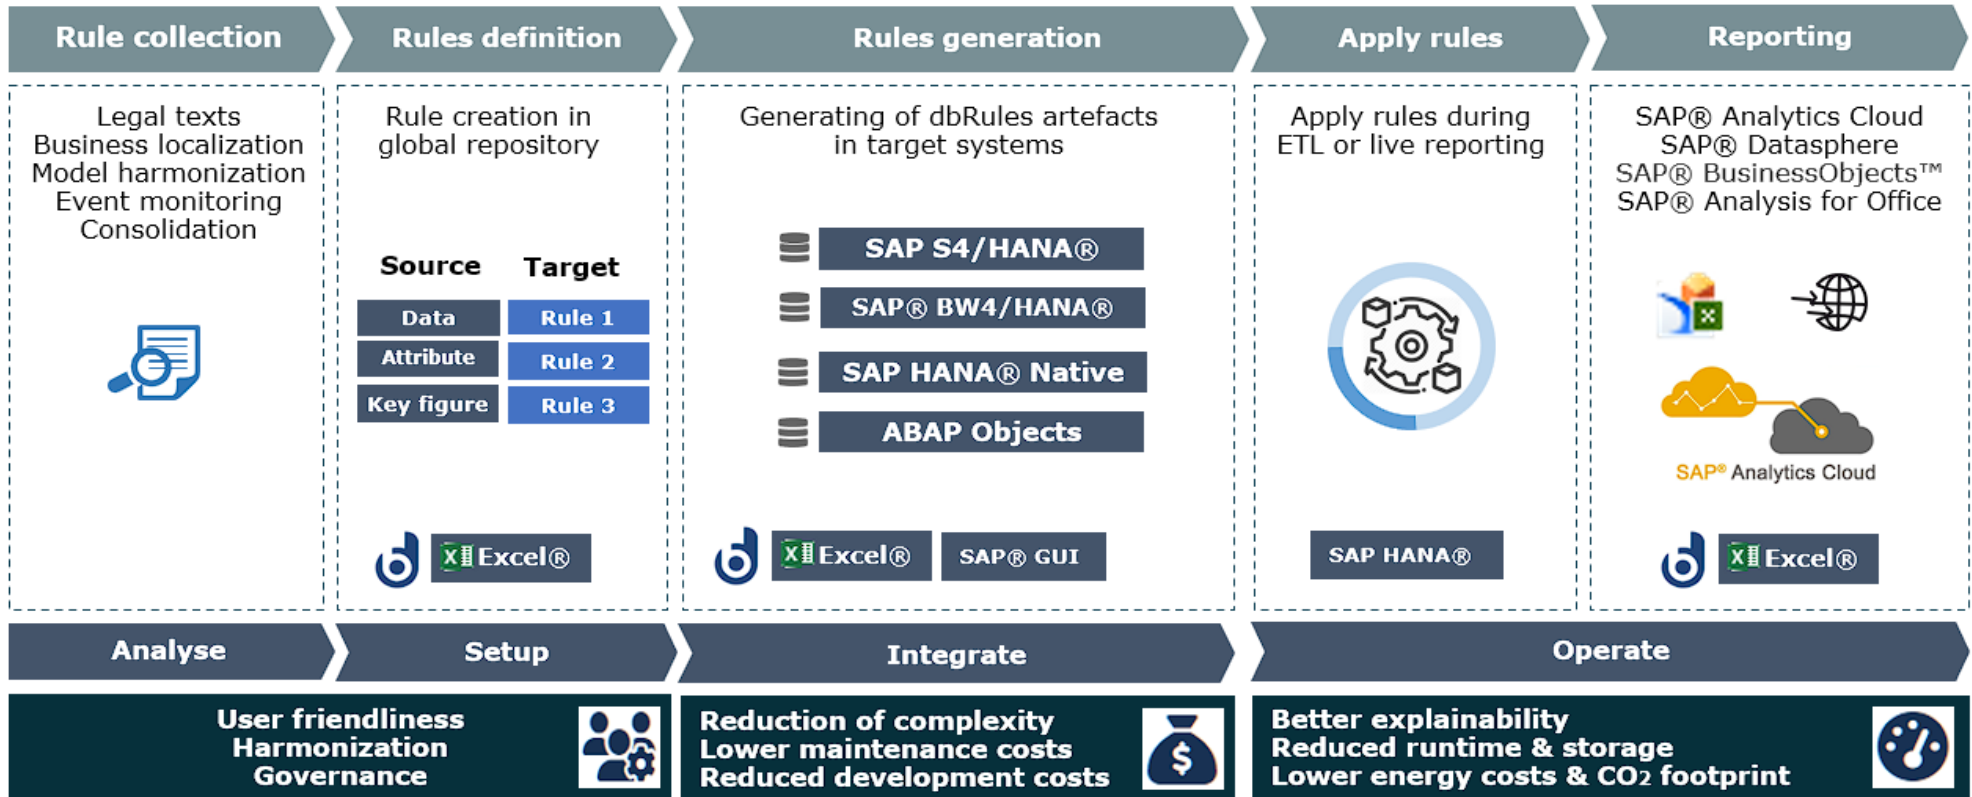 Rule collection
Rules definition
Rules generation
Apply rules
Reporting
Legal texts
Business localization
Model harmonization
Event monitoring
Consolidation
Rule creation in
global repository
Source Target
Data Rule 1
Attribute Rule 2
Key figure Rule 3
Excel®
Generating of dbRules artefacts
in target systems
SAP S4/HANA®
SAP® BW4/HANA®
SAP HANA® Native
ABAP Objects
Excel®
SAP® GUI
Apply rules during
ETL or live reporting
SAP HANA®
SAP® Analytics Cloud
SAP® Datasphere
SAP® BusinessObjects™
SAP® Analysis for Office
SAP® Analytics Cloud
Excel®
Analyse
Setup
Integrate
Operate
User friendliness
Harmonization
Governance
Reduction of complexity
Lower maintenance costs
Reduced development costs
Better explainability
Reduced runtime & storage
Lower energy costs & CO2 footprint